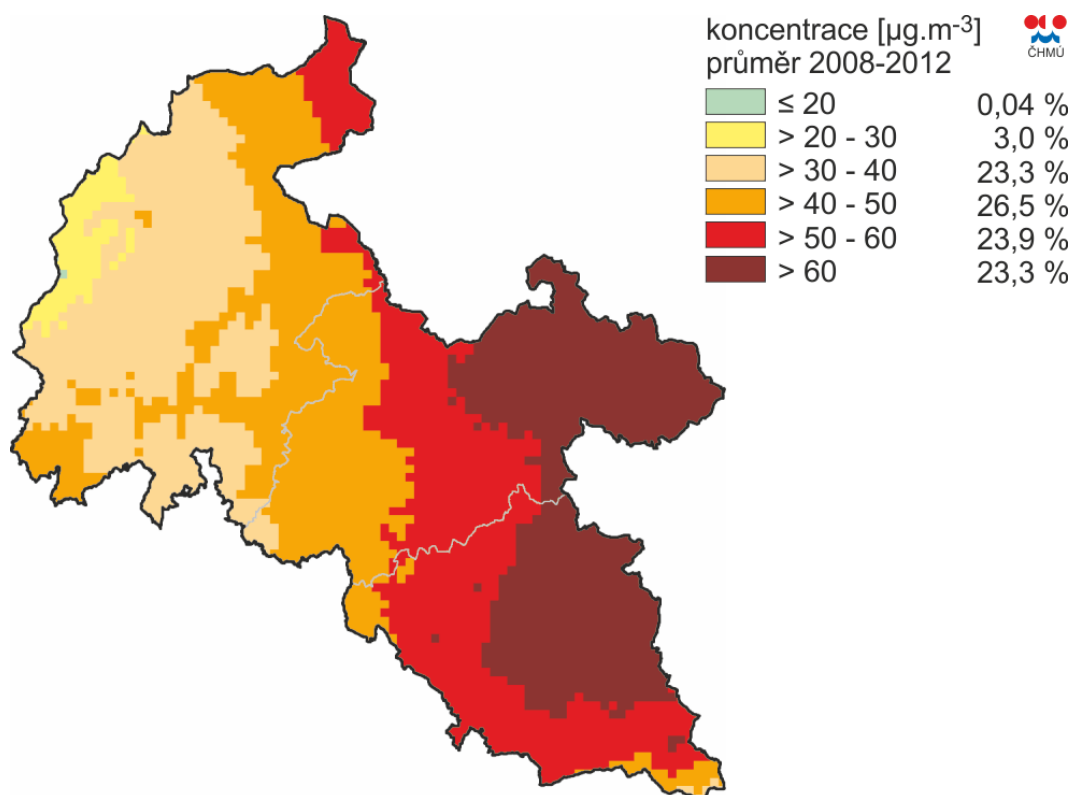 koncentrace [µg.m-3]
průměr 2008-2012
ČHMÚ
≤ 20 0,04 %
> 20 - 30 3,0 %
> 30 - 40 23,3 %
> 40 - 50 26,5 %
> 50 - 60 23,9 %
> 60 23,3 %